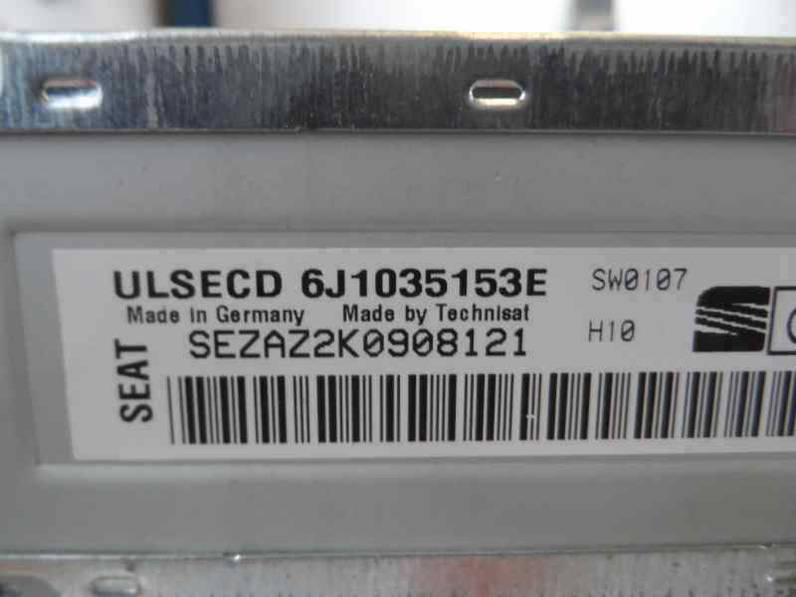 ULSECD 6J1035153E SW0107
Made in Germany Made by Technisat
SEZAZ2K0908121 H10
SEAT